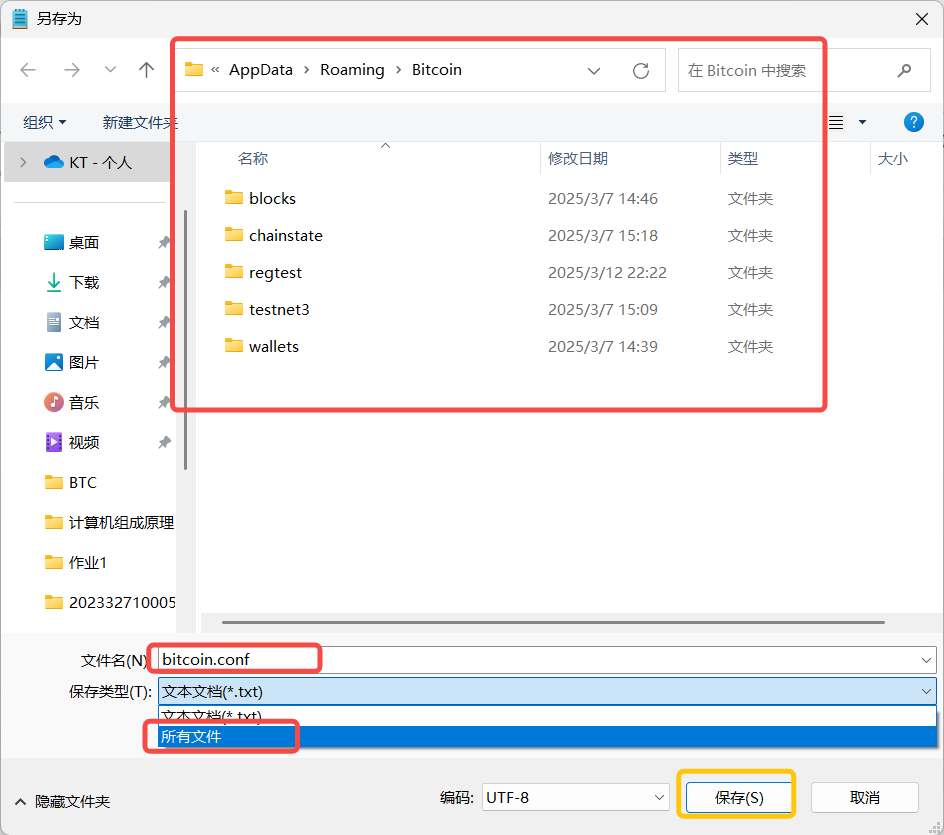 另存为
« AppData › Roaming › Bitcoin
在 Bitcoin 中搜索
组织
新建文件夹
KT - 个人
名称 修改日期 类型 大小
blocks 2025/3/7 14:46 文件夹
chainstate 2025/3/7 15:18 文件夹
regtest 2025/3/12 22:22 文件夹
testnet3 2025/3/7 15:09 文件夹
wallets 2025/3/7 14:39 文件夹
桌面
下载
文档
图片
音乐
视频
BTC
计算机组成原理
作业1
202332710005
文件名(N) bitcoin.conf
保存类型(T): 文本文档(*.txt)
文本文档(*.txt)
所有文件
隐藏文件夹
编码: UTF-8
保存(S)
取消